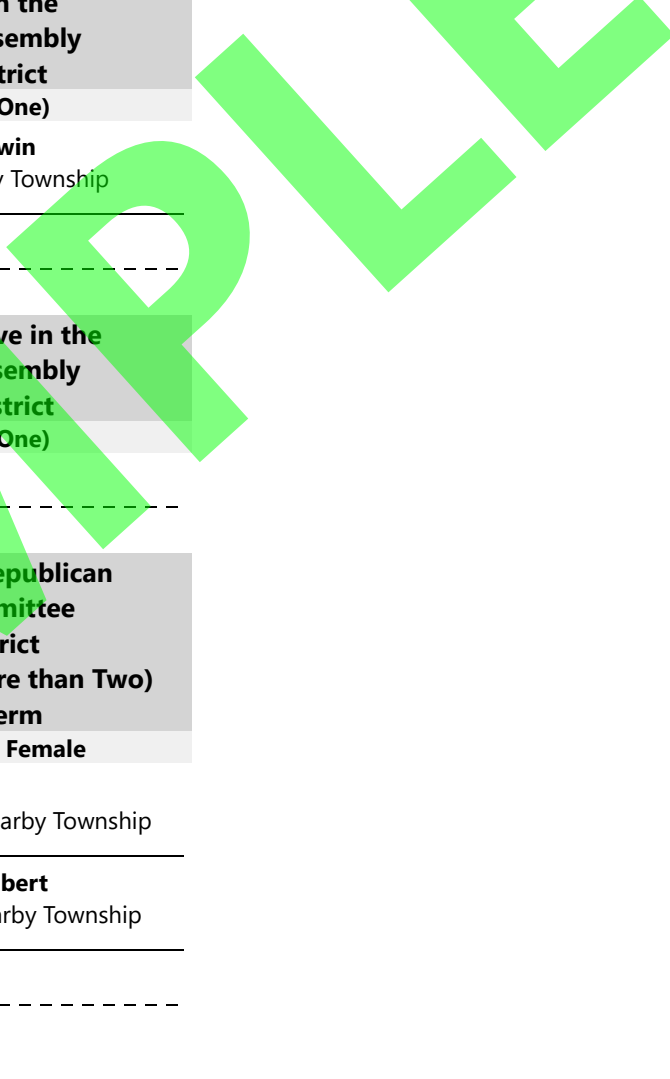 n the
sembly
trict
One)
win
y Township
ve in the
sembly
strict
One)
epublican
mittee
rict
re than Two)
erm
Female
arby Township
bert
arby Township
MPLE